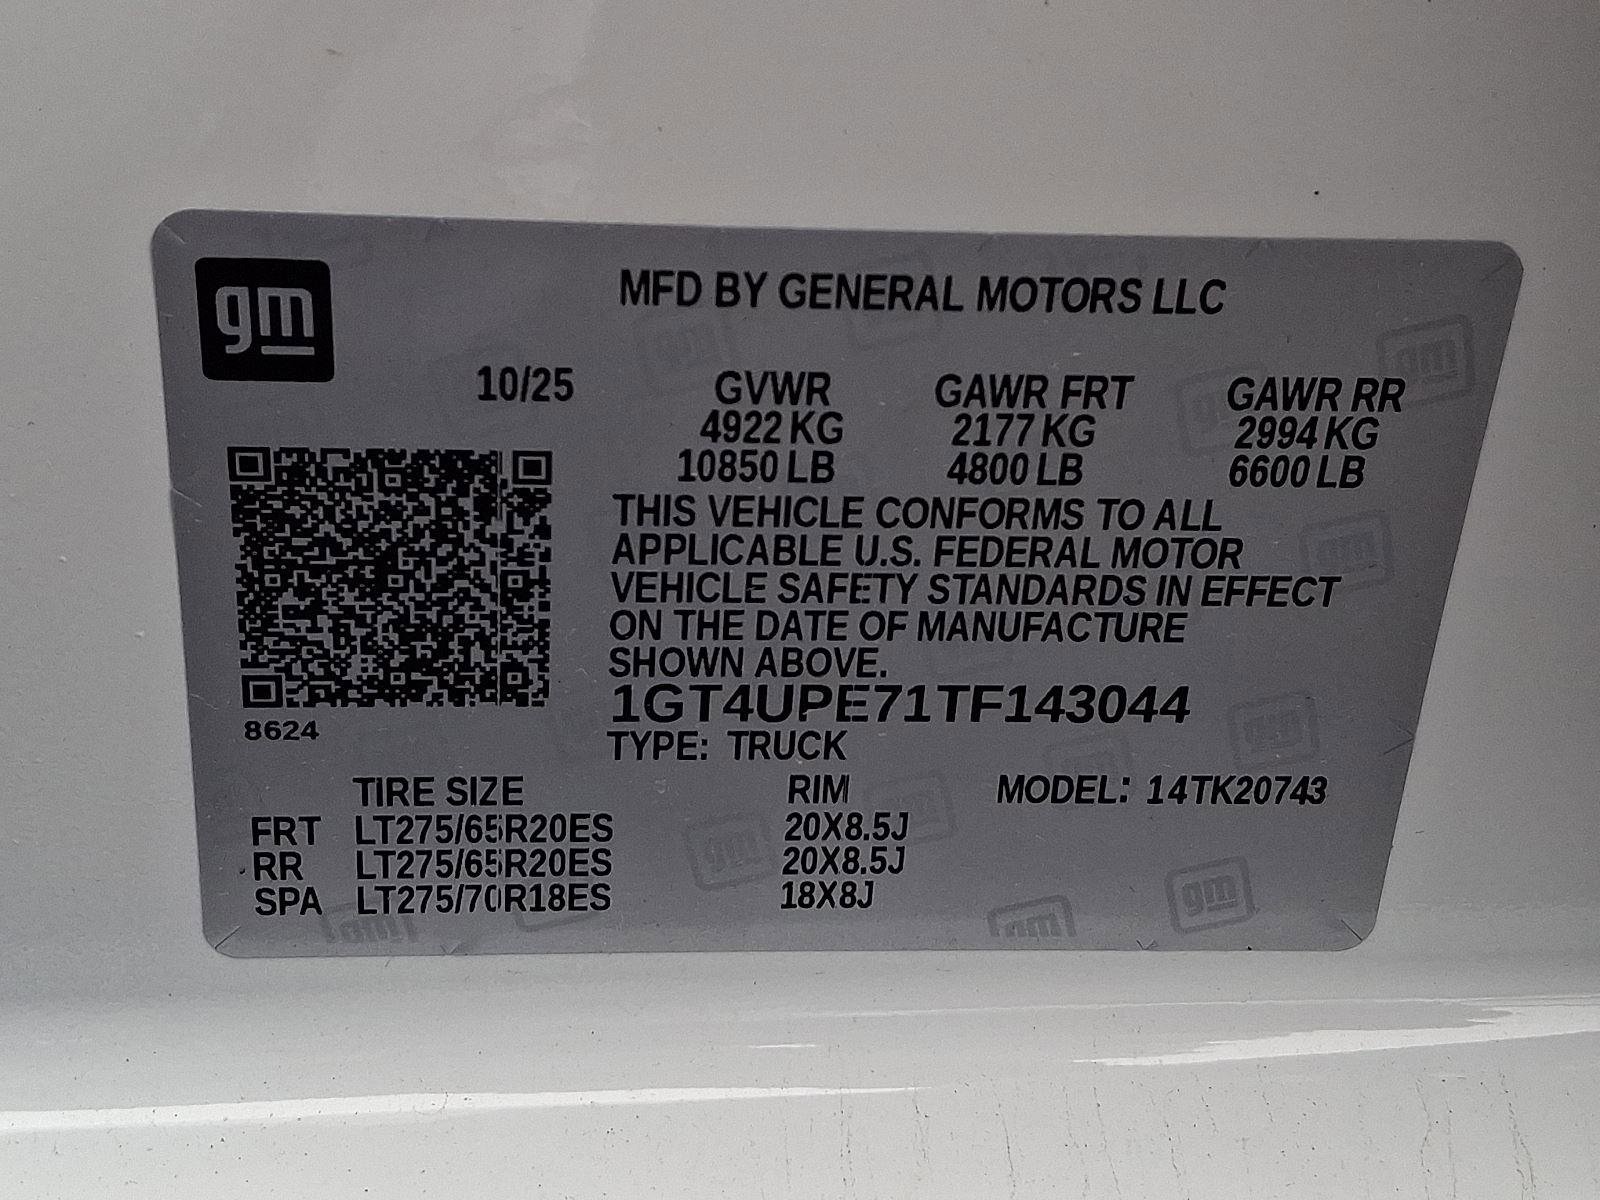 gm
MFD BY GENERAL MOTORS LLC
10/25 GVWR GAWR FRT GAWR RR
4922 KG 2177 KG 2994 KG
10850 LB 4800 LB 6600 LB
THIS VEHICLE CONFORMS TO ALL
APPLICABLE U.S. FEDERAL MOTOR
VEHICLE SAFETY STANDARDS IN EFFECT
ON THE DATE OF MANUFACTURE
SHOWN ABOVE.
1GT4UPE71TF143044
8624
TYPE: TRUCK
TIRE SIZE RIM MODEL: 14TK20743
FRT LT275/65R20ES 20X8.5J
RR LT275/65R20ES 20X8.5J
SPA LT275/70R18ES 18X8J